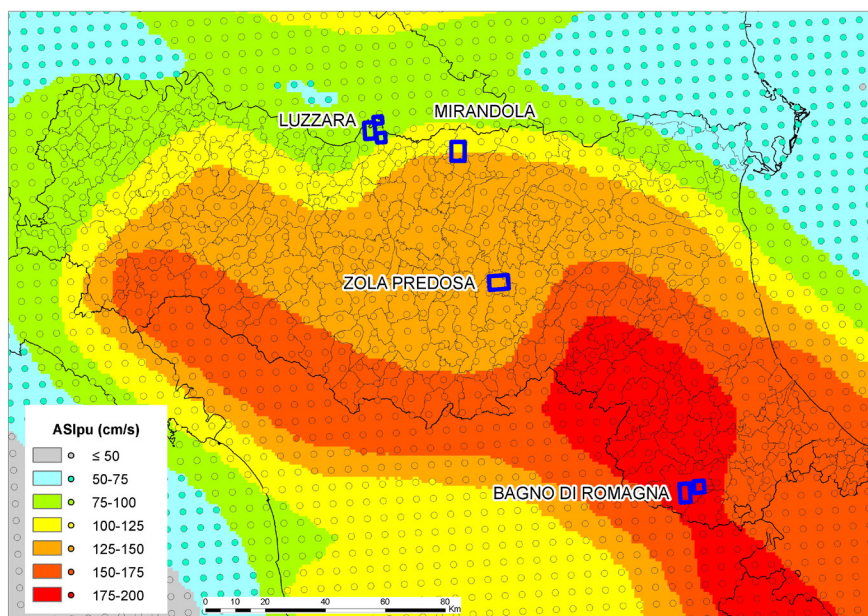 LUZZARA
MIRANDOLA
ZOLA PREDOSA
BAGNO DI ROMAGNA
ASIpu (cm/s)
≤ 50
50-75
75-100
100-125
125-150
150-175
175-200
0 10 20 40 60 80
Km